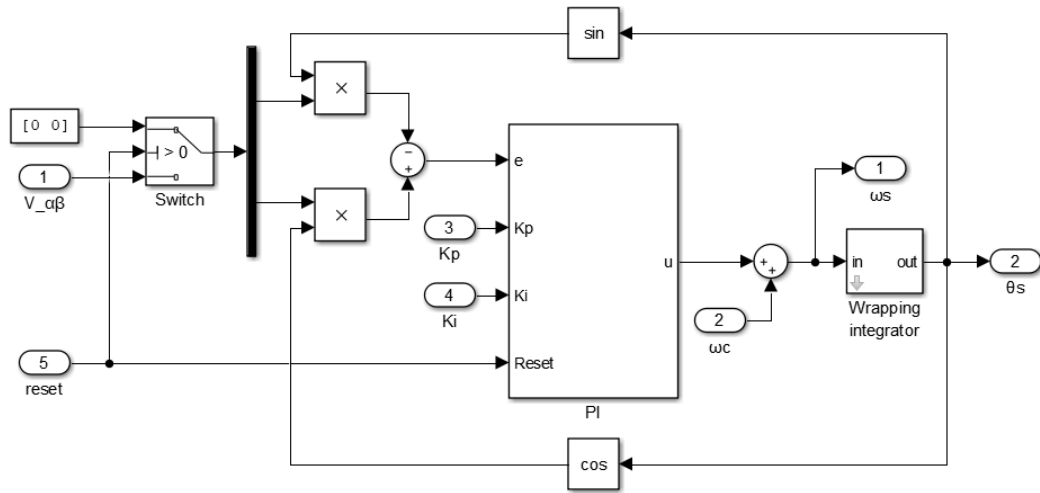 sin
×
[0 0]
> 0
1
V_αβ
Switch
−
+
×
e
3
Kp
Kp
4
Ki
Ki
u
5
reset
Reset
PI
+
+
2
ωc
1
ωs
in
out
Wrapping
integrator
2
θs
cos